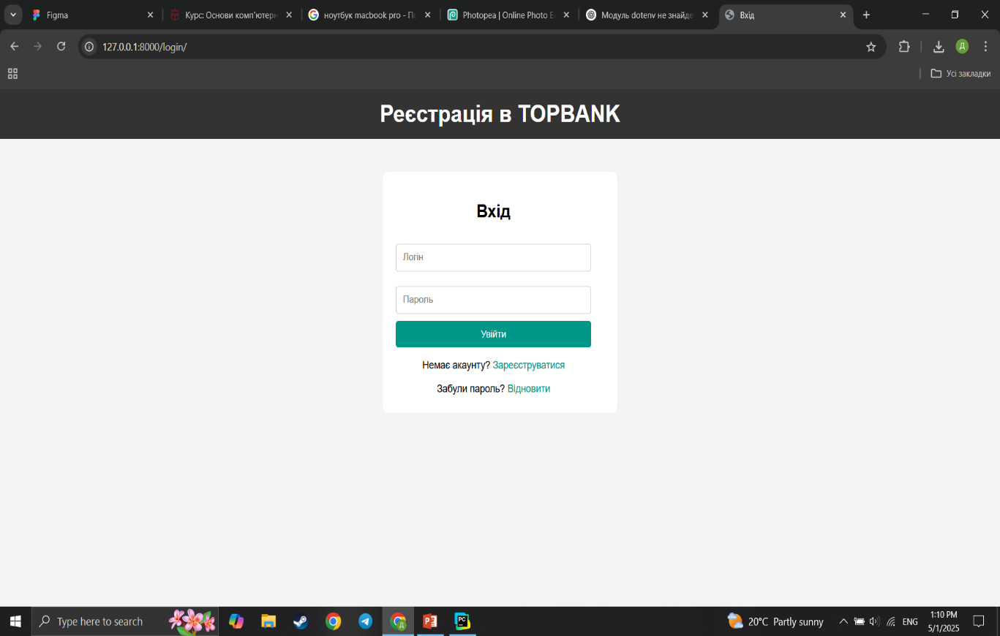 Figma
Курс: Основи комп'ютерн
ноутбук macbook pro - По
Photopea | Online Photo E
Модуль dotenv не знайде
Вхід
127.0.0.1:8000/login/
Д
Усі закладки
Реєстрація в TOPBANK
Вхід
Логін
Пароль
Увійти
Немає акаунту? Зареєструватися
Забули пароль? Відновити
Type here to search
Д
PC
20°C Partly sunny
ENG
1:10 PM
5/1/2025